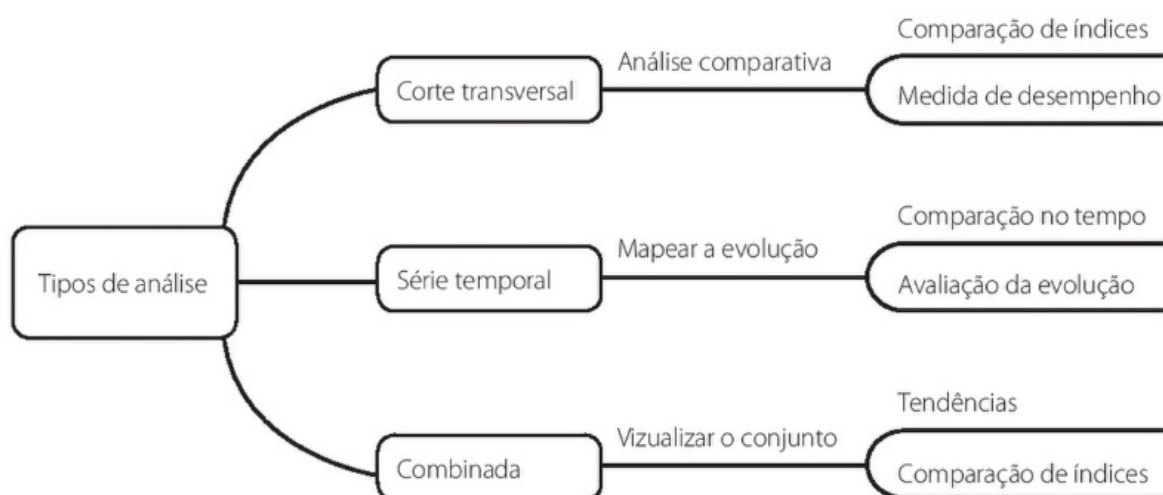 Comparação de índices
Corte transversal
Análise comparativa
Medida de desempenho
Comparação no tempo
Tipos de análise
Série temporal
Mapear a evolução
Avaliação da evolução
Tendências
Combinada
Vizualizar o conjunto
Comparação de índices